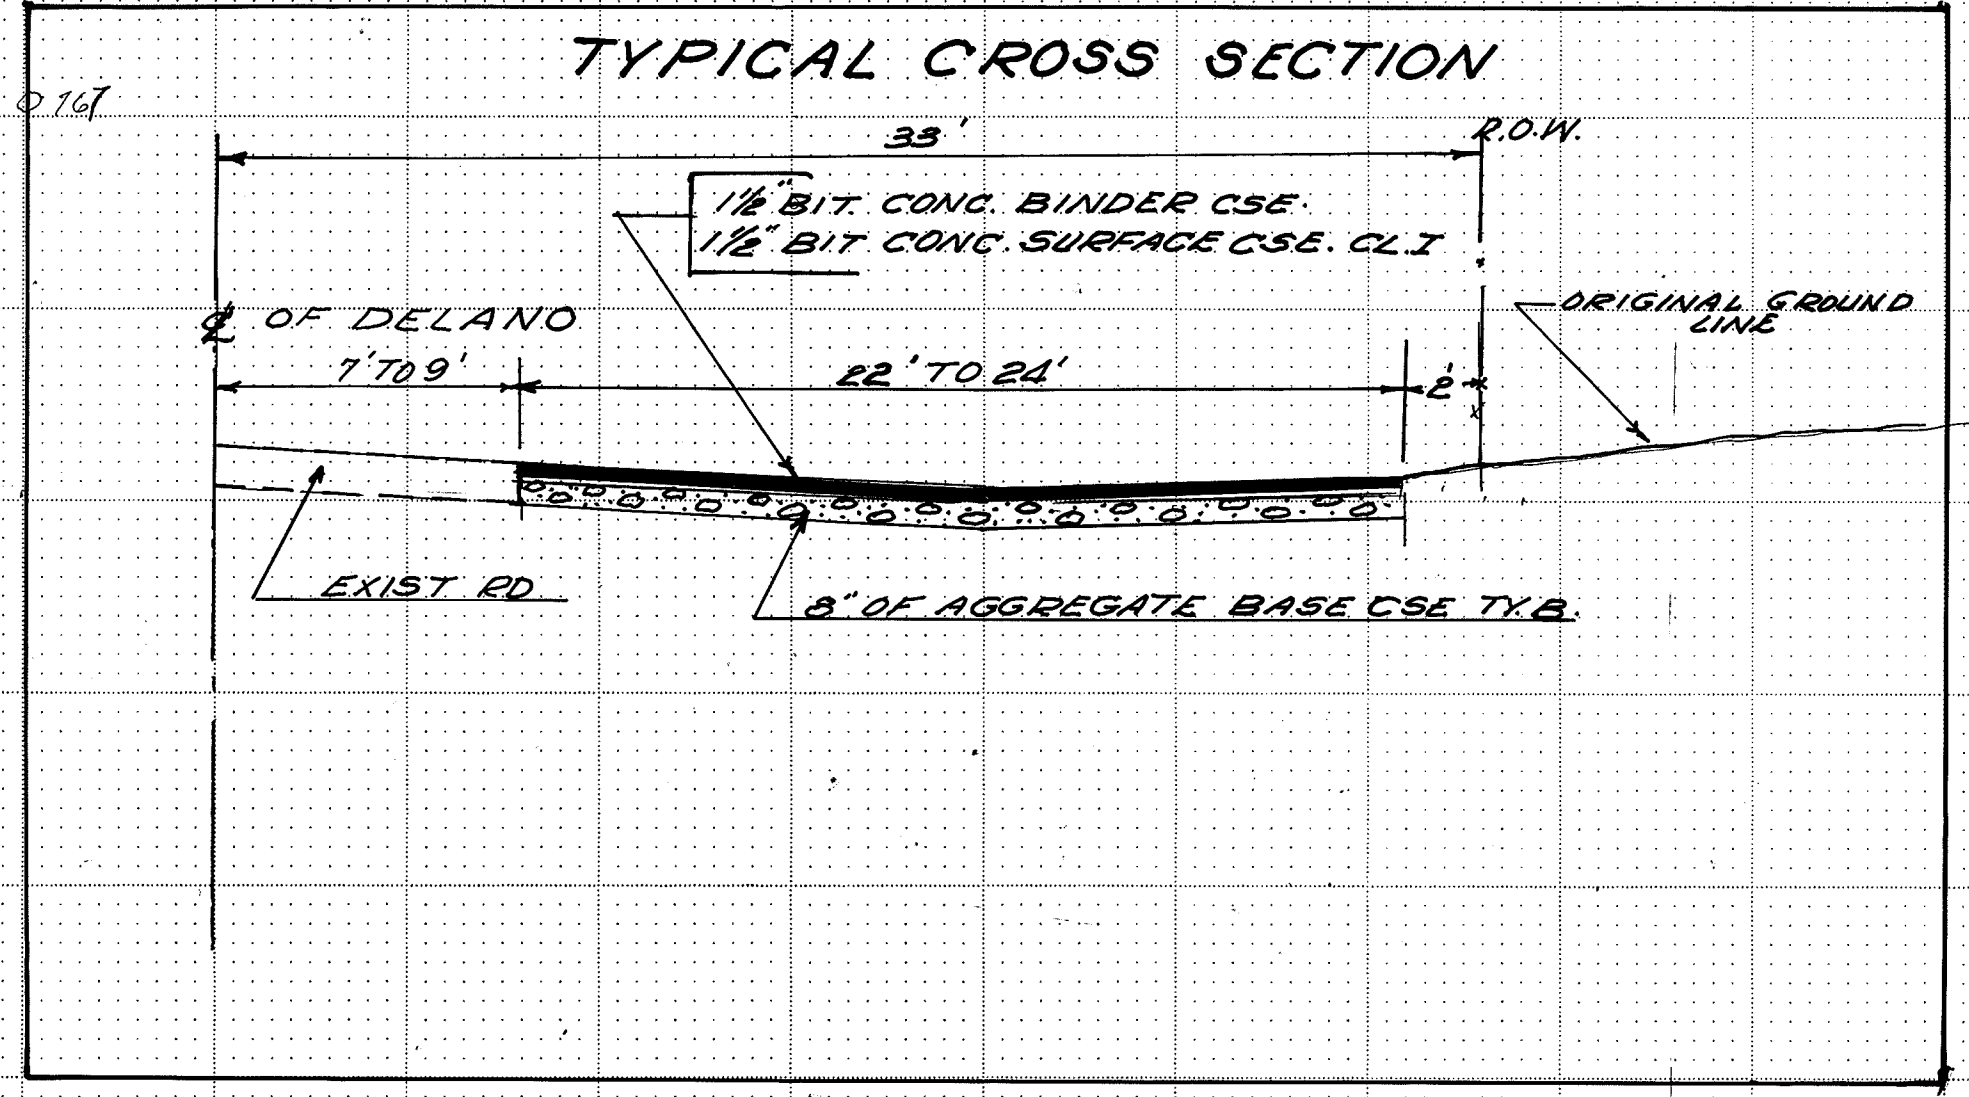 TYPICAL CROSS SECTION
33'
R.O.W.
1½" BIT. CONC. BINDER CSE.
1½" BIT. CONC. SURFACE CSE. CL.I
℄ OF DELANO
ORIGINAL GROUND
LINE
7' TO 9'
22' TO 24'
2'
EXIST RD
8" OF AGGREGATE BASE CSE TY.B.